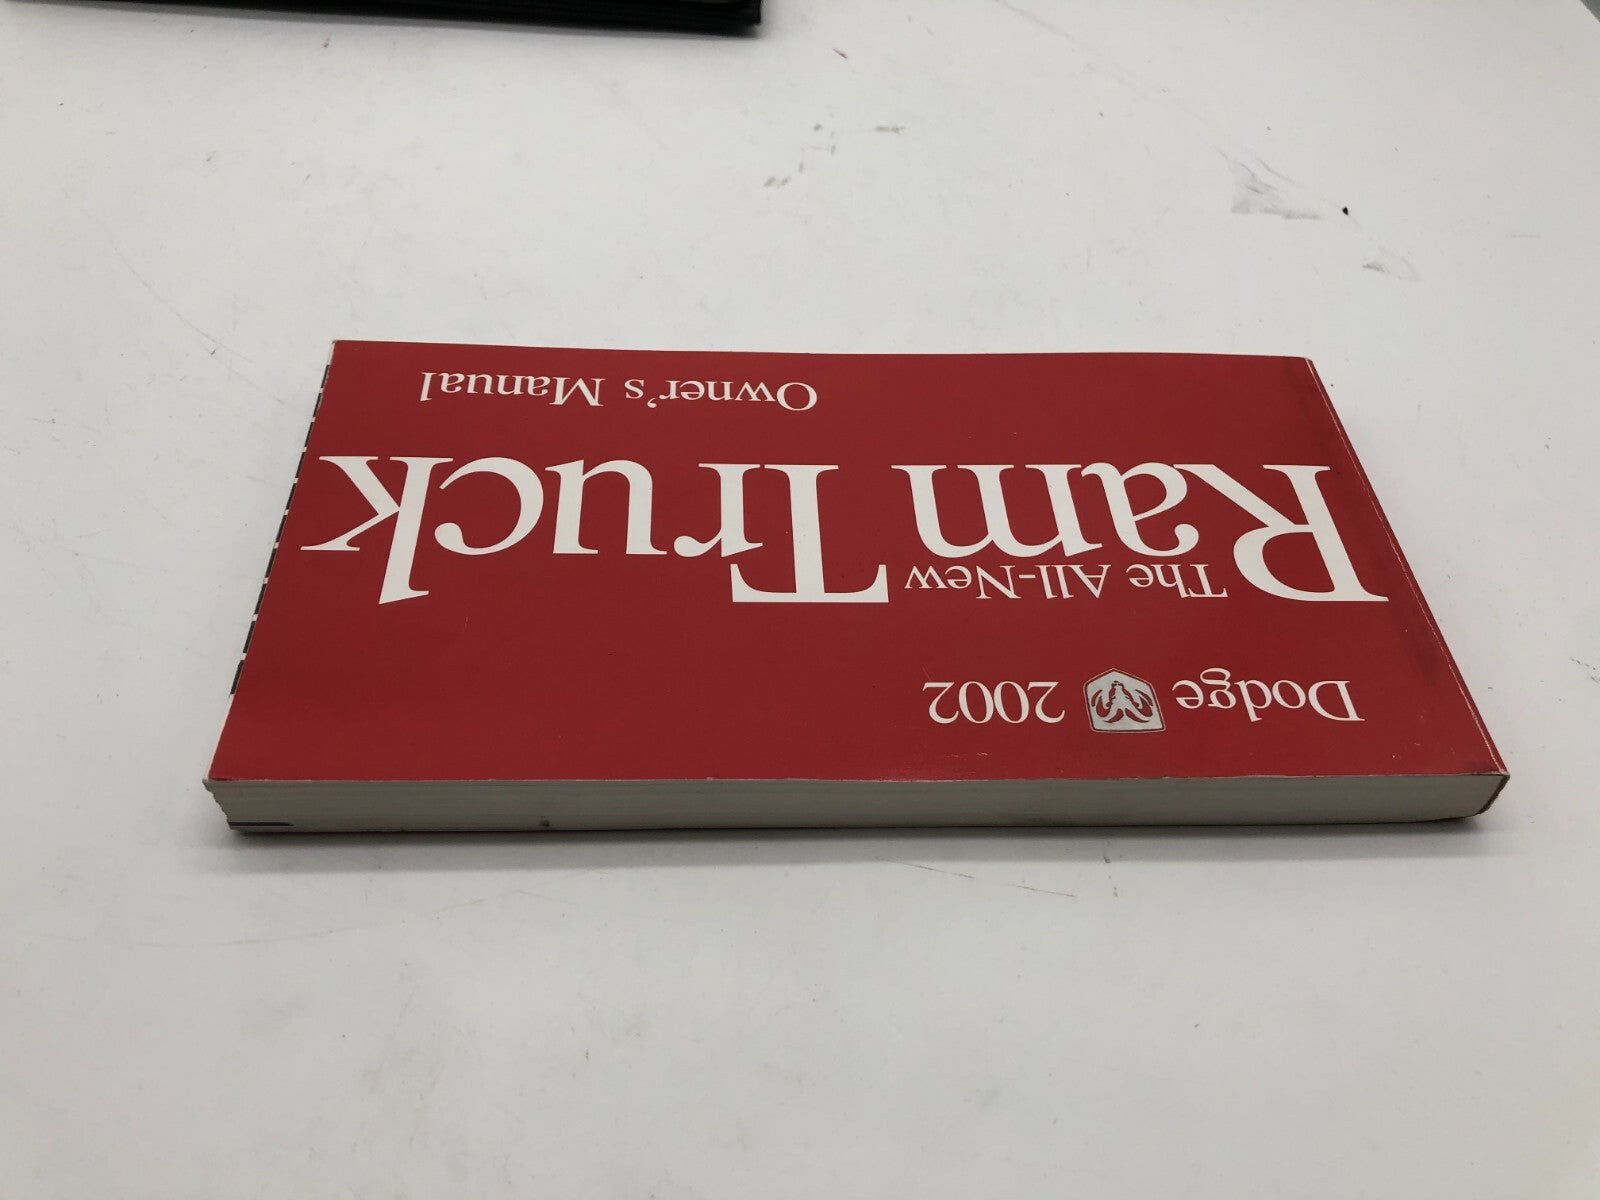 Dodge 2002
The All-New
Ram Truck
Owner's Manual